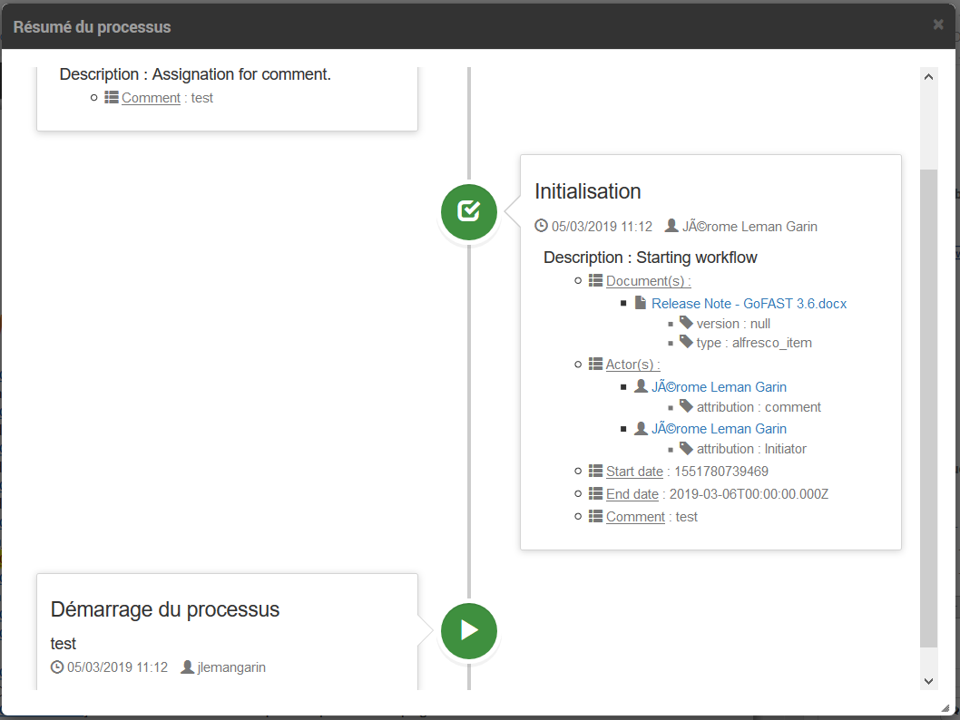 Résumé du processus
Description : Assignation for comment.
Comment : test
Initialisation
05/03/2019 11:12 JÃ©rome Leman Garin
Description : Starting workflow
Document(s) :
Release Note - GoFAST 3.6.docx
version : null
type : alfresco_item
Actor(s) :
JÃ©rome Leman Garin
attribution : comment
JÃ©rome Leman Garin
attribution : Initiator
Start date : 1551780739469
End date : 2019-03-06T00:00:00.000Z
Comment : test
Démarrage du processus
test
05/03/2019 11:12 jlemangarin